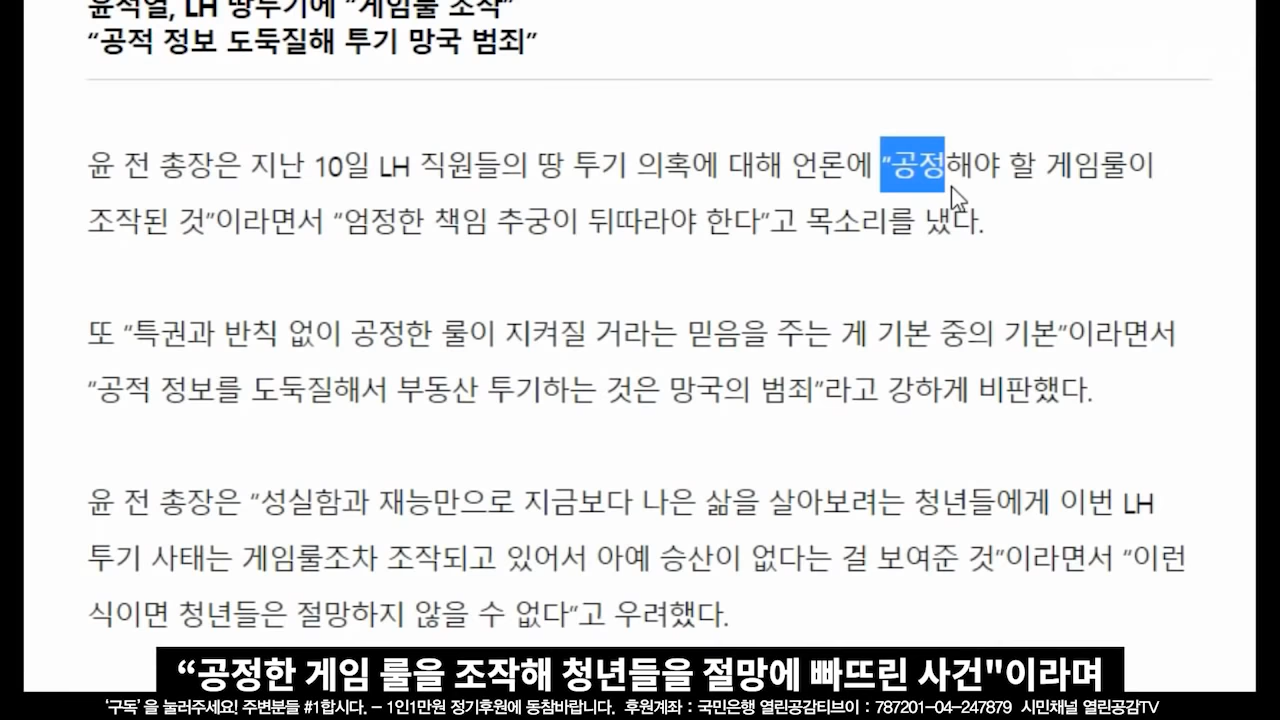 윤석열, LH 땅투기에 "게임룰 조작"
“공적 정보 도둑질해 투기 망국 범죄”
윤 전 총장은 지난 10일 LH 직원들의 땅 투기 의혹에 대해 언론에 “공정해야 할 게임룰이
조작된 것”이라면서 “엄정한 책임 추궁이 뒤따라야 한다”고 목소리를 냈다.
또 “특권과 반칙 없이 공정한 룰이 지켜질 거라는 믿음을 주는 게 기본 중의 기본”이라면서
“공적 정보를 도둑질해서 부동산 투기하는 것은 망국의 범죄”라고 강하게 비판했다.
윤 전 총장은 “성실함과 재능만으로 지금보다 나은 삶을 살아보려는 청년들에게 이번 LH
투기 사태는 게임룰조차 조작되고 있어서 아예 승산이 없다는 걸 보여준 것”이라면서 “이런
식이면 청년들은 절망하지 않을 수 없다”고 우려했다.
“공정한 게임 룰을 조작해 청년들을 절망에 빠뜨린 사건"이라며
'구독' 을 눌러주세요! 주변분들 #1합시다. - 1인1만원 정기후원에 동참바랍니다. 후원계좌 : 국민은행 열린공감티브이 : 787201-04-247879 시민채널 열린공감TV